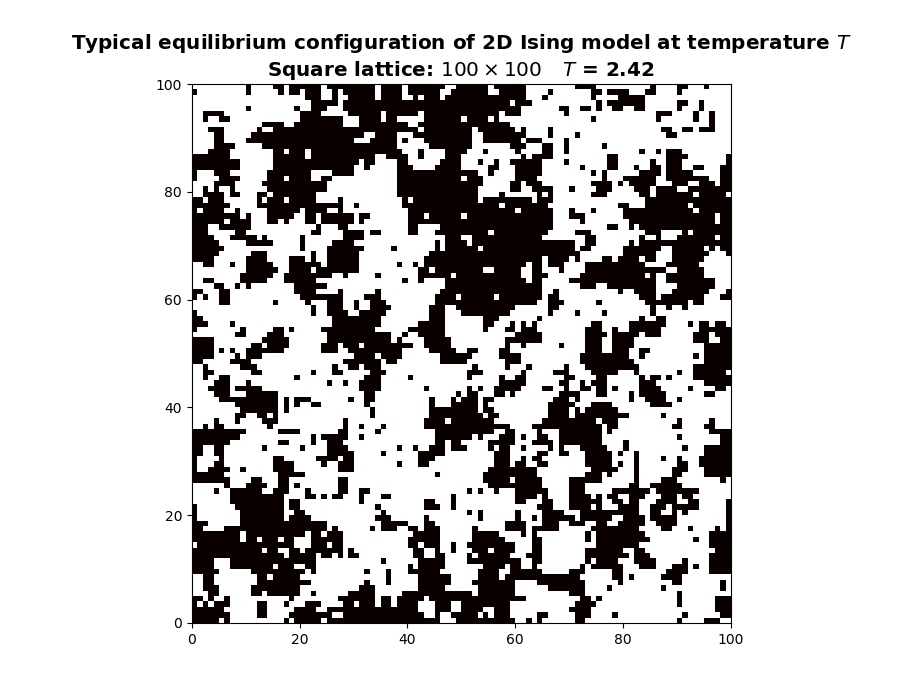 Typical equilibrium configuration of 2D Ising model at temperature T
Square lattice: 100 × 100 T = 2.42
100
80
60
40
20
0
0 20 40 60 80 100